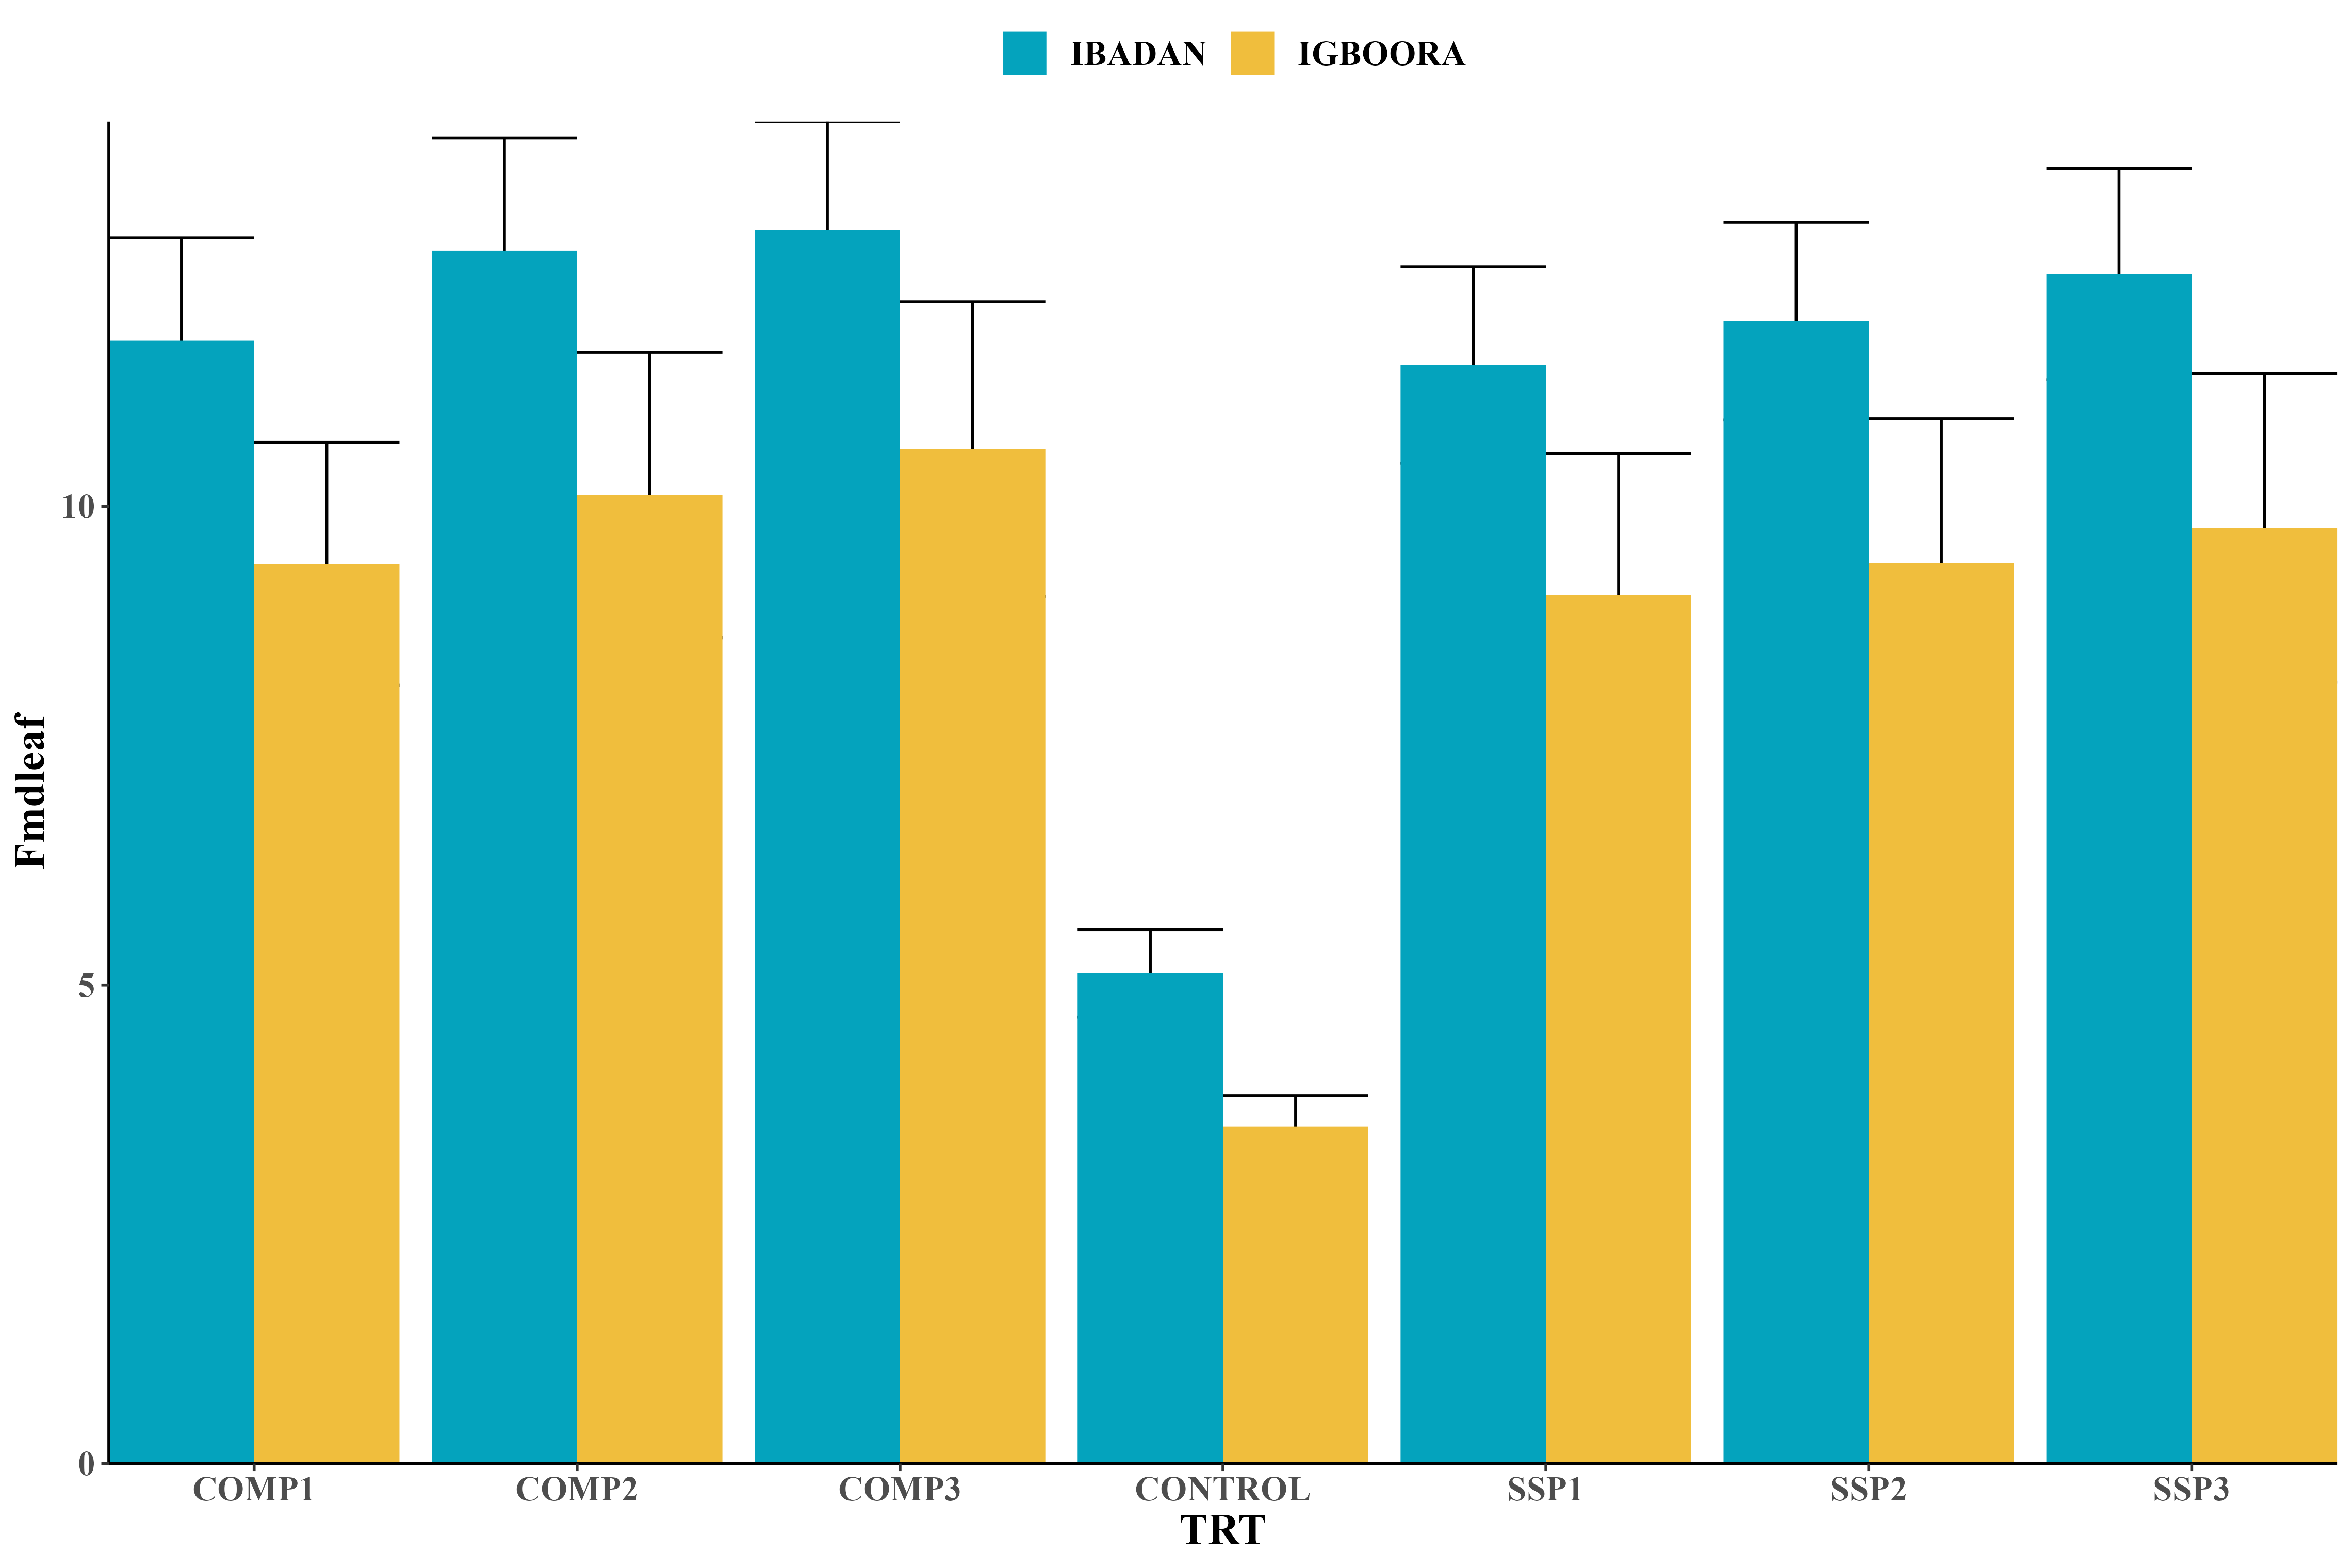 IBADAN IGBOORA
Fmdleaf
10
5
0
COMP1 COMP2 COMP3 CONTROL SSP1 SSP2 SSP3
TRT